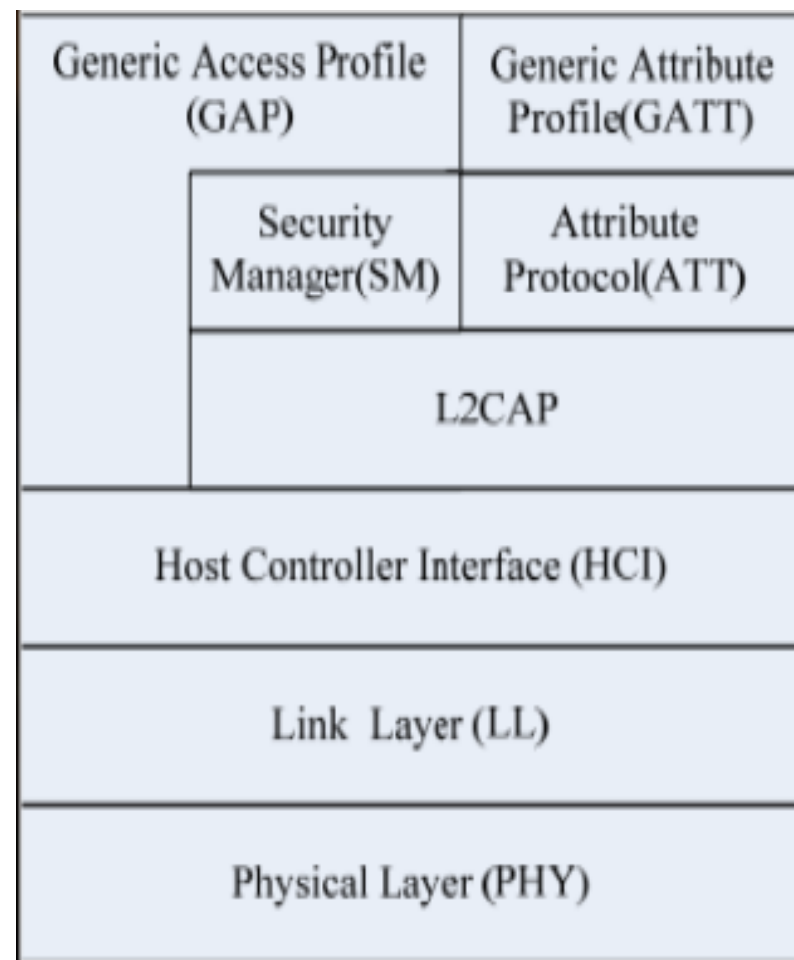 Generic Access Profile
(GAP)
Generic Attribute
Profile(GATT)
Security
Manager(SM)
Attribute
Protocol(ATT)
L2CAP
Host Controller Interface (HCI)
Link Layer (LL)
Physical Layer (PHY)